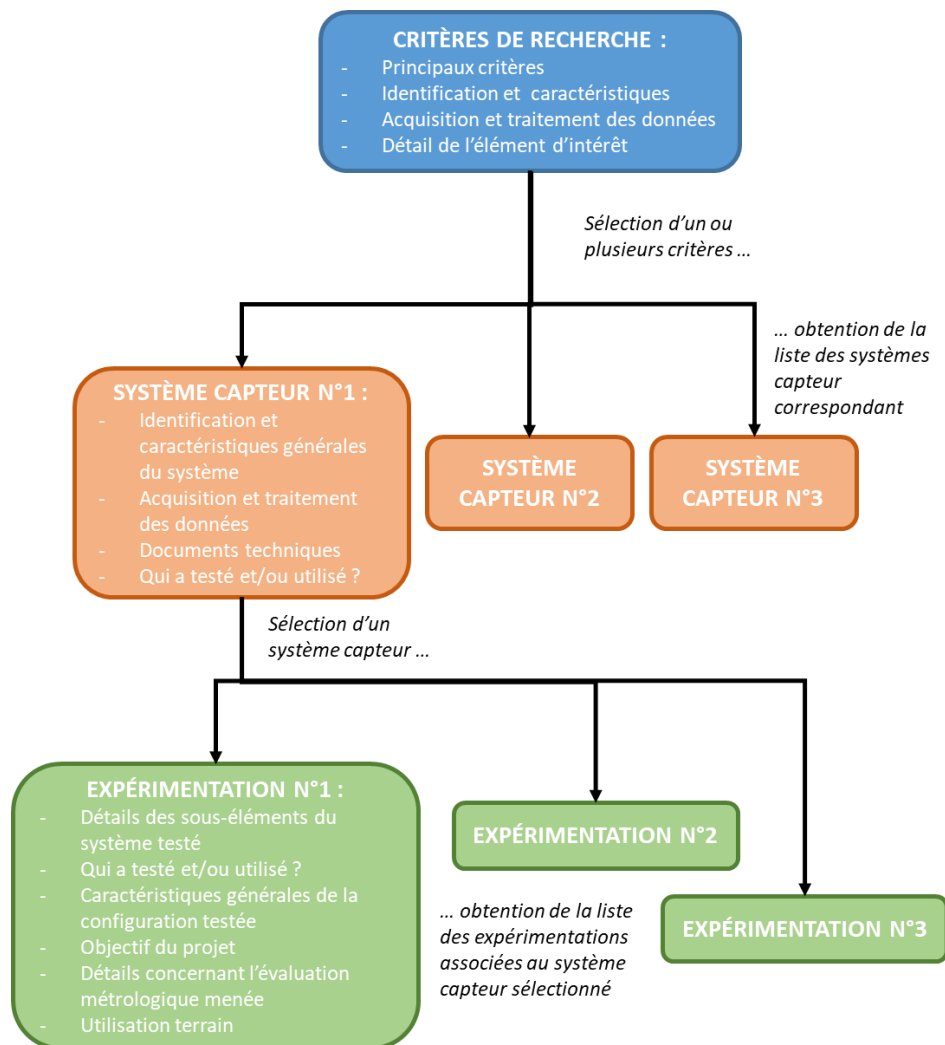 CRITÈRES DE RECHERCHE :
- Principaux critères
- Identification et caractéristiques
- Acquisition et traitement des données
- Détail de l'élément d'intérêt
Sélection d'un ou
plusieurs critères ...
... obtention de la
liste des systèmes
capteur
correspondant
SYSTÈME CAPTEUR N°1 :
- Identification et
caractéristiques générales
du système
- Acquisition et traitement
des données
- Documents techniques
- Qui a testé et/ou utilisé ?
SYSTÈME
CAPTEUR N°2
SYSTÈME
CAPTEUR N°3
Sélection d'un
système capteur ...
EXPÉRIMENTATION N°1 :
- Détails des sous-éléments du
système testé
- Qui a testé et/ou utilisé ?
- Caractéristiques générales de la
configuration testée
- Objectif du projet
- Détails concernant l'évaluation
métrologique menée
- Utilisation terrain
EXPÉRIMENTATION N°2
... obtention de la liste
des expérimentations
associées au système
capteur sélectionné
EXPÉRIMENTATION N°3